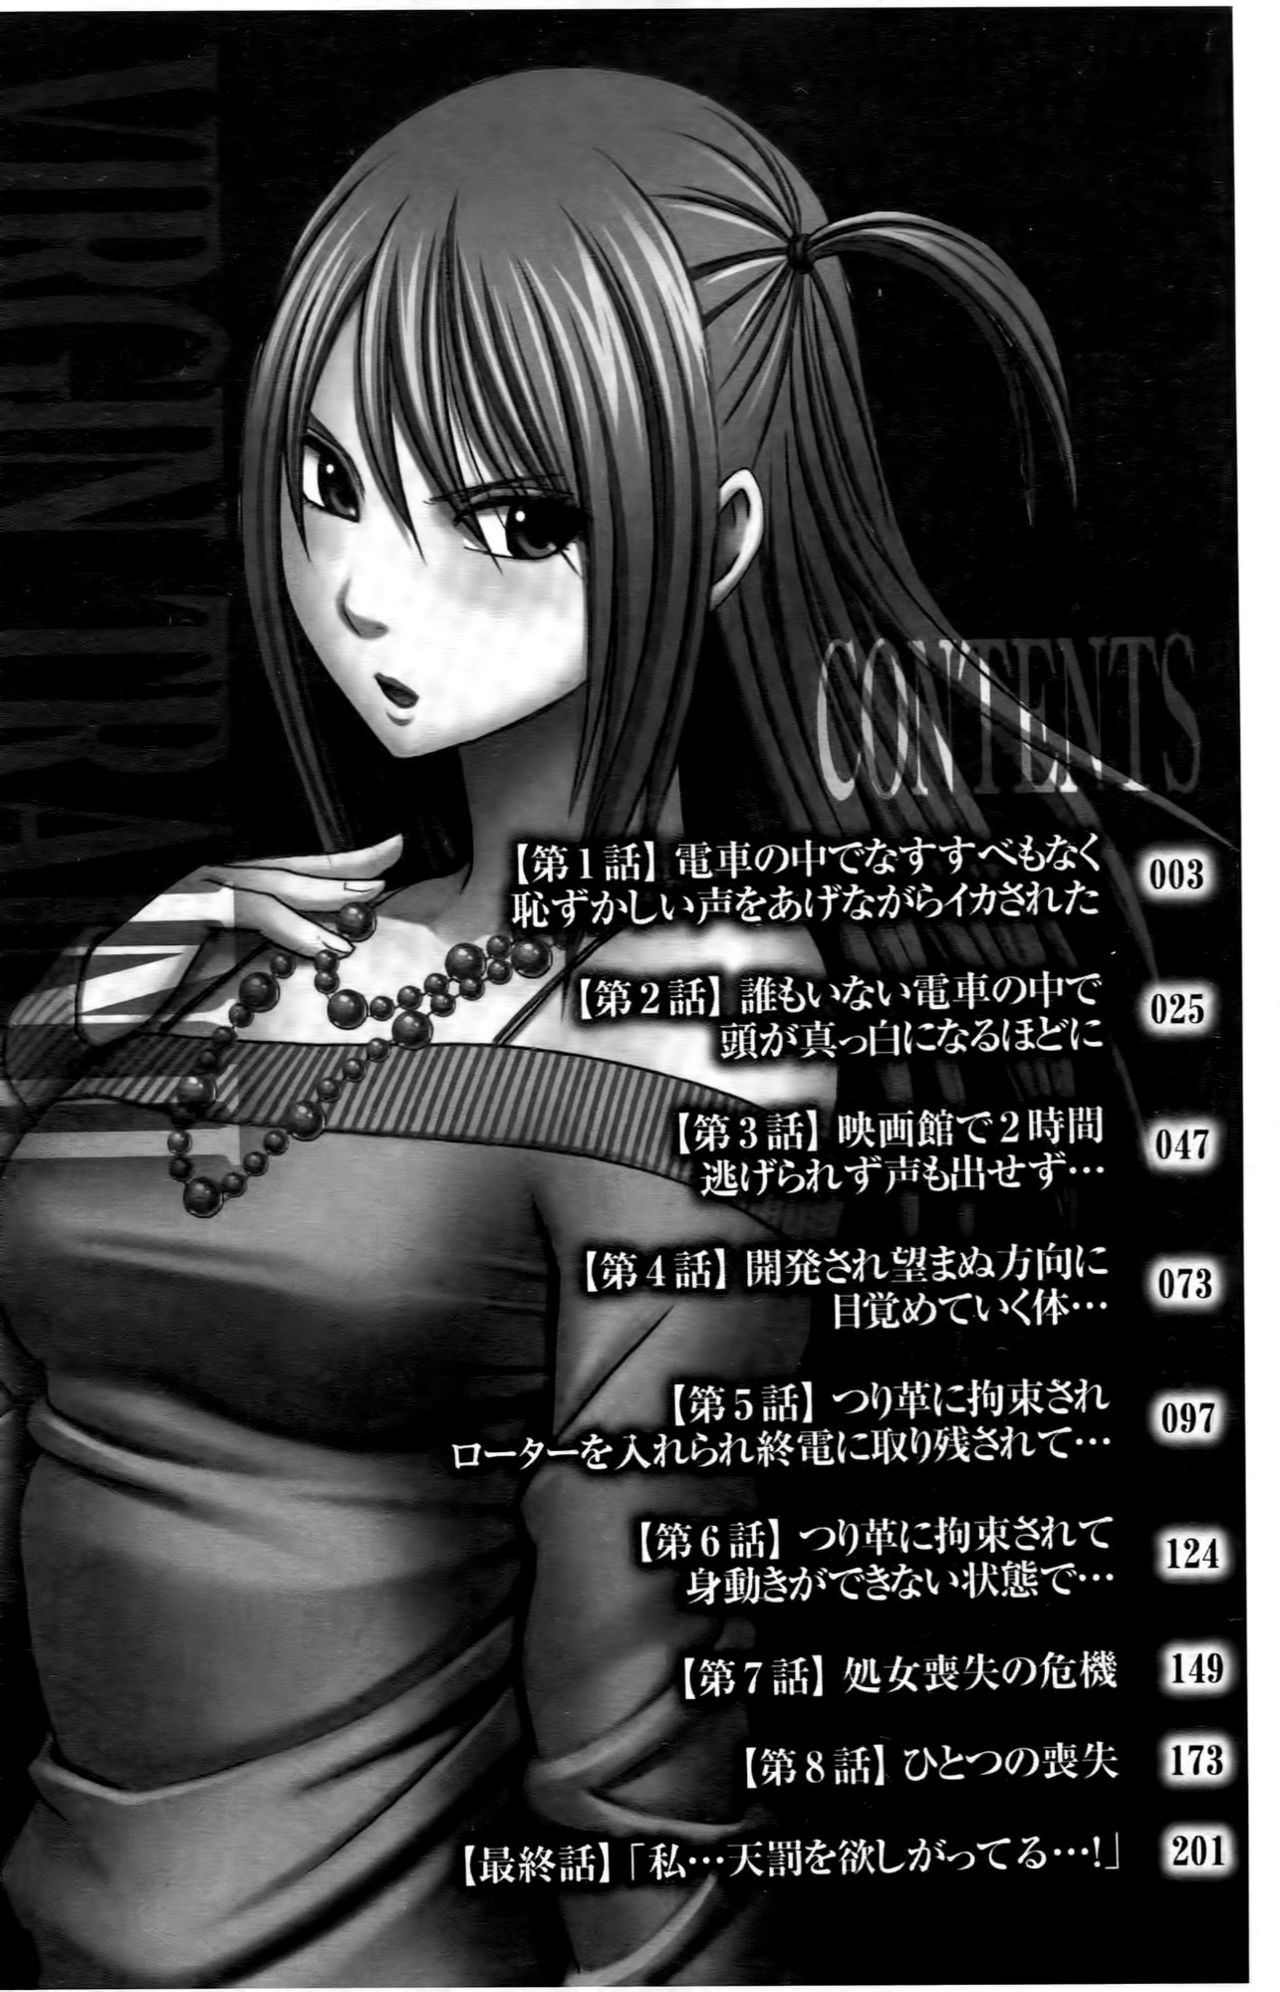 VIRGIN TRAIN
CONTENTS
【第1話】電車の中でなすすべもなく 003
恥ずかしい声をあげながらイカされた
【第2話】誰もいない電車の中で 025
頭が真っ白になるほどに
【第3話】映画館で2時間 047
逃げられず声も出せず…
【第4話】開発され望まぬ方向に 073
目覚めていく体…
【第5話】つり革に拘束され 097
ローターを入れられ終電に取り残されて…
【第6話】つり革に拘束されて 124
身動きができない状態で…
【第7話】処女喪失の危機 149
【第8話】ひとつの喪失 173
【最終話】「私…天罰を欲しがってる…!」 201